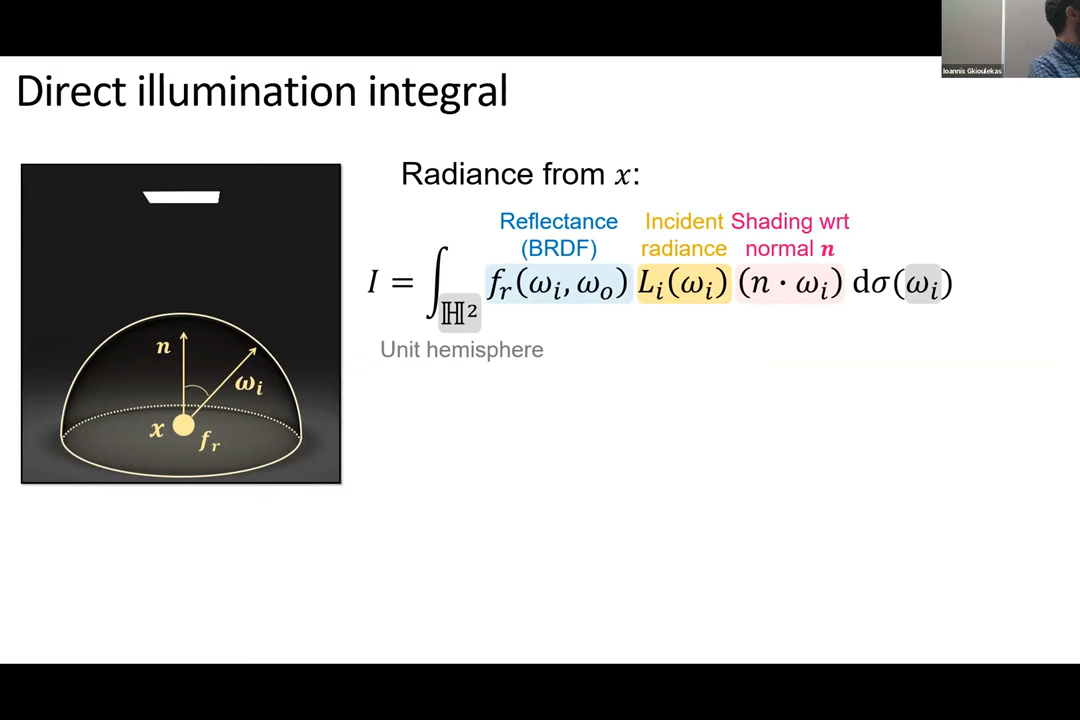 Direct illumination integral
Ioannis Gkioulekas
Radiance from x:
Reflectance (BRDF)
Incident radiance
Shading wrt normal n
I = ∫_{ℍ²} f_r(ω_i, ω_o) L_i(ω_i) (n · ω_i) dσ(ω_i)
Unit hemisphere
n
ω_i
x
f_r